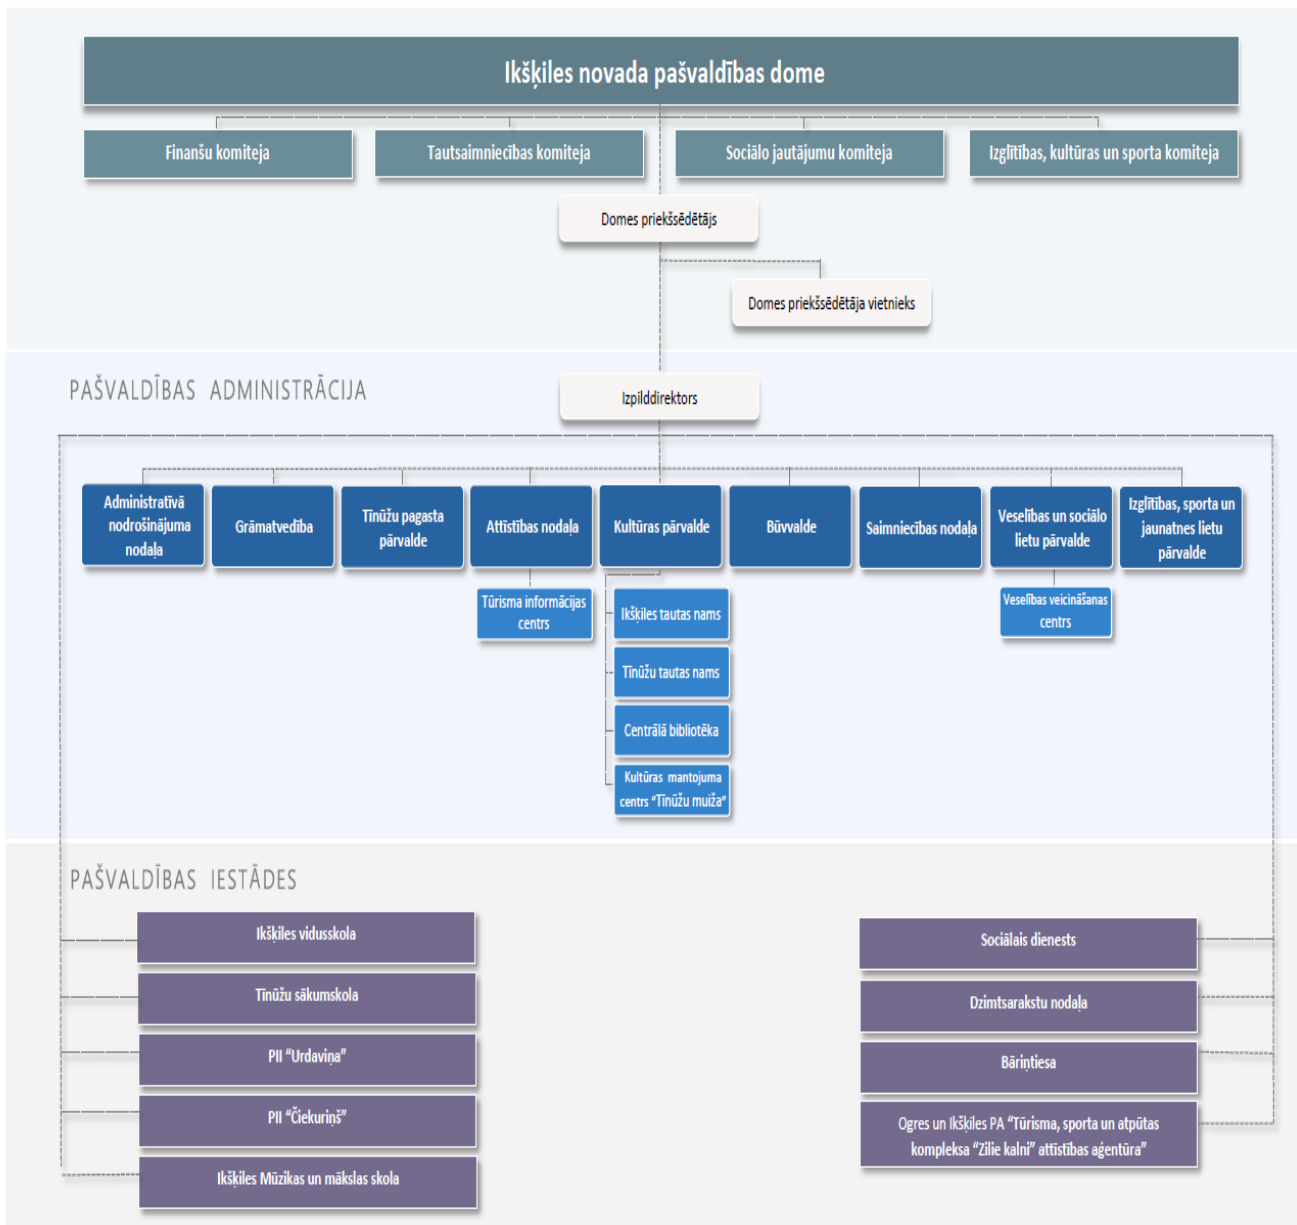 Ikšķiles novada pašvaldības dome
Finanšu komiteja
Tautsaimniecības komiteja
Sociālo jautājumu komiteja
Izglītības, kultūras un sporta komiteja
Domes priekšsēdētājs
Domes priekšsēdētāja vietnieks
PAŠVALDĪBAS ADMINISTRĀCIJA
Izpilddirektors
Administratīvā
nodrošinājuma
nodaļa
Grāmatvedība
Tīnūžu pagasta
pārvalde
Attīstības nodaļa
Kultūras pārvalde
Būvvalde
Saimniecības nodaļa
Veselības un sociālo
lietu pārvalde
Izglītības, sporta un
jaunatnes lietu
pārvalde
Tūrisma informācijas
centrs
Ikšķiles tautas nams
Tīnūžu tautas nams
Centrālā bibliotēka
Kultūras mantojuma
centrs “Tīnūžu muiža”
Veselības veicināšanas
centrs
PAŠVALDĪBAS IESTĀDES
Ikšķiles vidusskola
Tīnūžu sākumskola
PII “Urdaviņa”
PII “Čiekuriņš”
Ikšķiles Mūzikas un mākslas skola
Sociālais dienests
Dzimtsarakstu nodaļa
Bāriņtiesa
Ogres un Ikšķiles PA “Tūrisma, sporta un atpūtas
kompleksa “Zilie kalni” attīstības aģentūra”